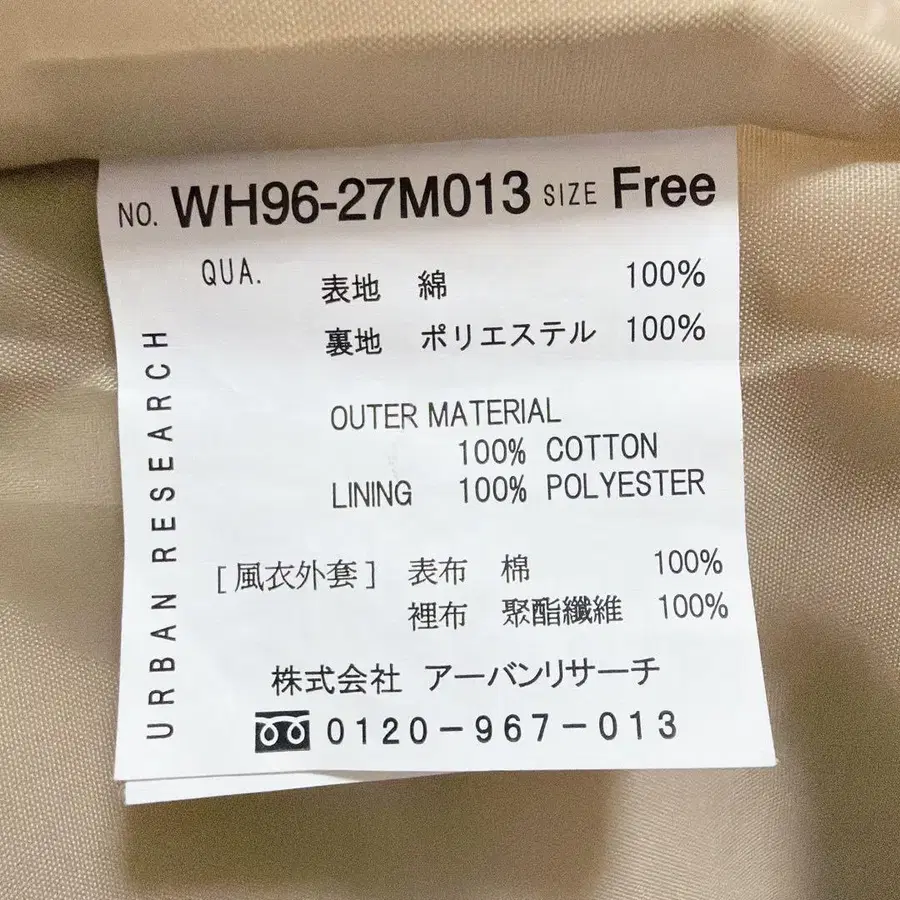 NO. WH96-27M013 SIZE Free
QUA.
表地 綿 100%
裏地 ポリエステル 100%
OUTER MATERIAL
100% COTTON
LINING 100% POLYESTER
[風衣外套] 表布 棉 100%
裡布 聚酯纖維 100%
株式会社 アーバンリサーチ
0120-967-013
URBAN RESEARCH